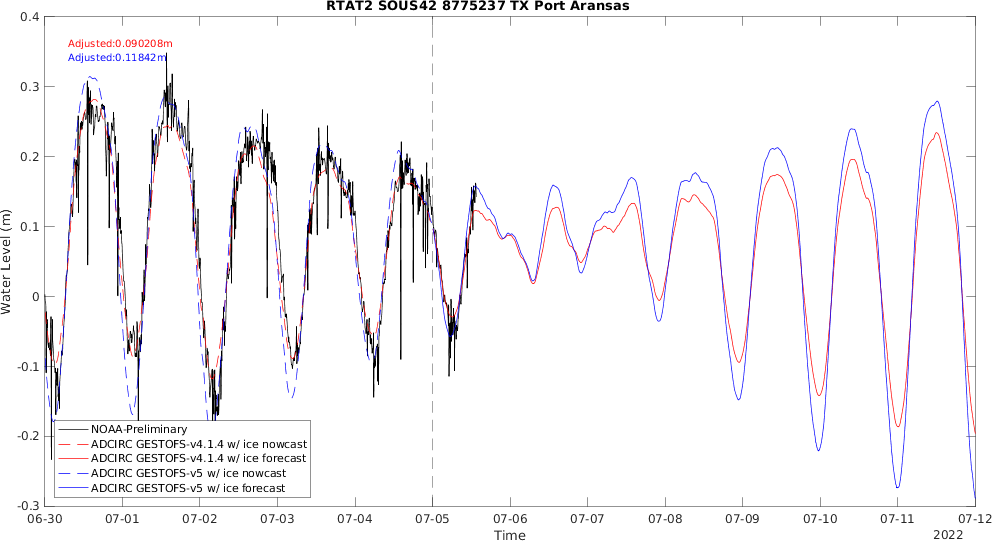 RTAT2 SOUS42 8775237 TX Port Aransas
Adjusted:0.090208m
Adjusted:0.11842m
0.4
0.3
0.2
0.1
0
-0.1
-0.2
-0.3
Water Level (m)
NOAA-Preliminary
ADCIRC GESTOFS-v4.1.4 w/ ice nowcast
ADCIRC GESTOFS-v4.1.4 w/ ice forecast
ADCIRC GESTOFS-v5 w/ ice nowcast
ADCIRC GESTOFS-v5 w/ ice forecast
06-30 07-01 07-02 07-03 07-04 07-05 07-06 07-07 07-08 07-09 07-10 07-11 07-12
Time
2022